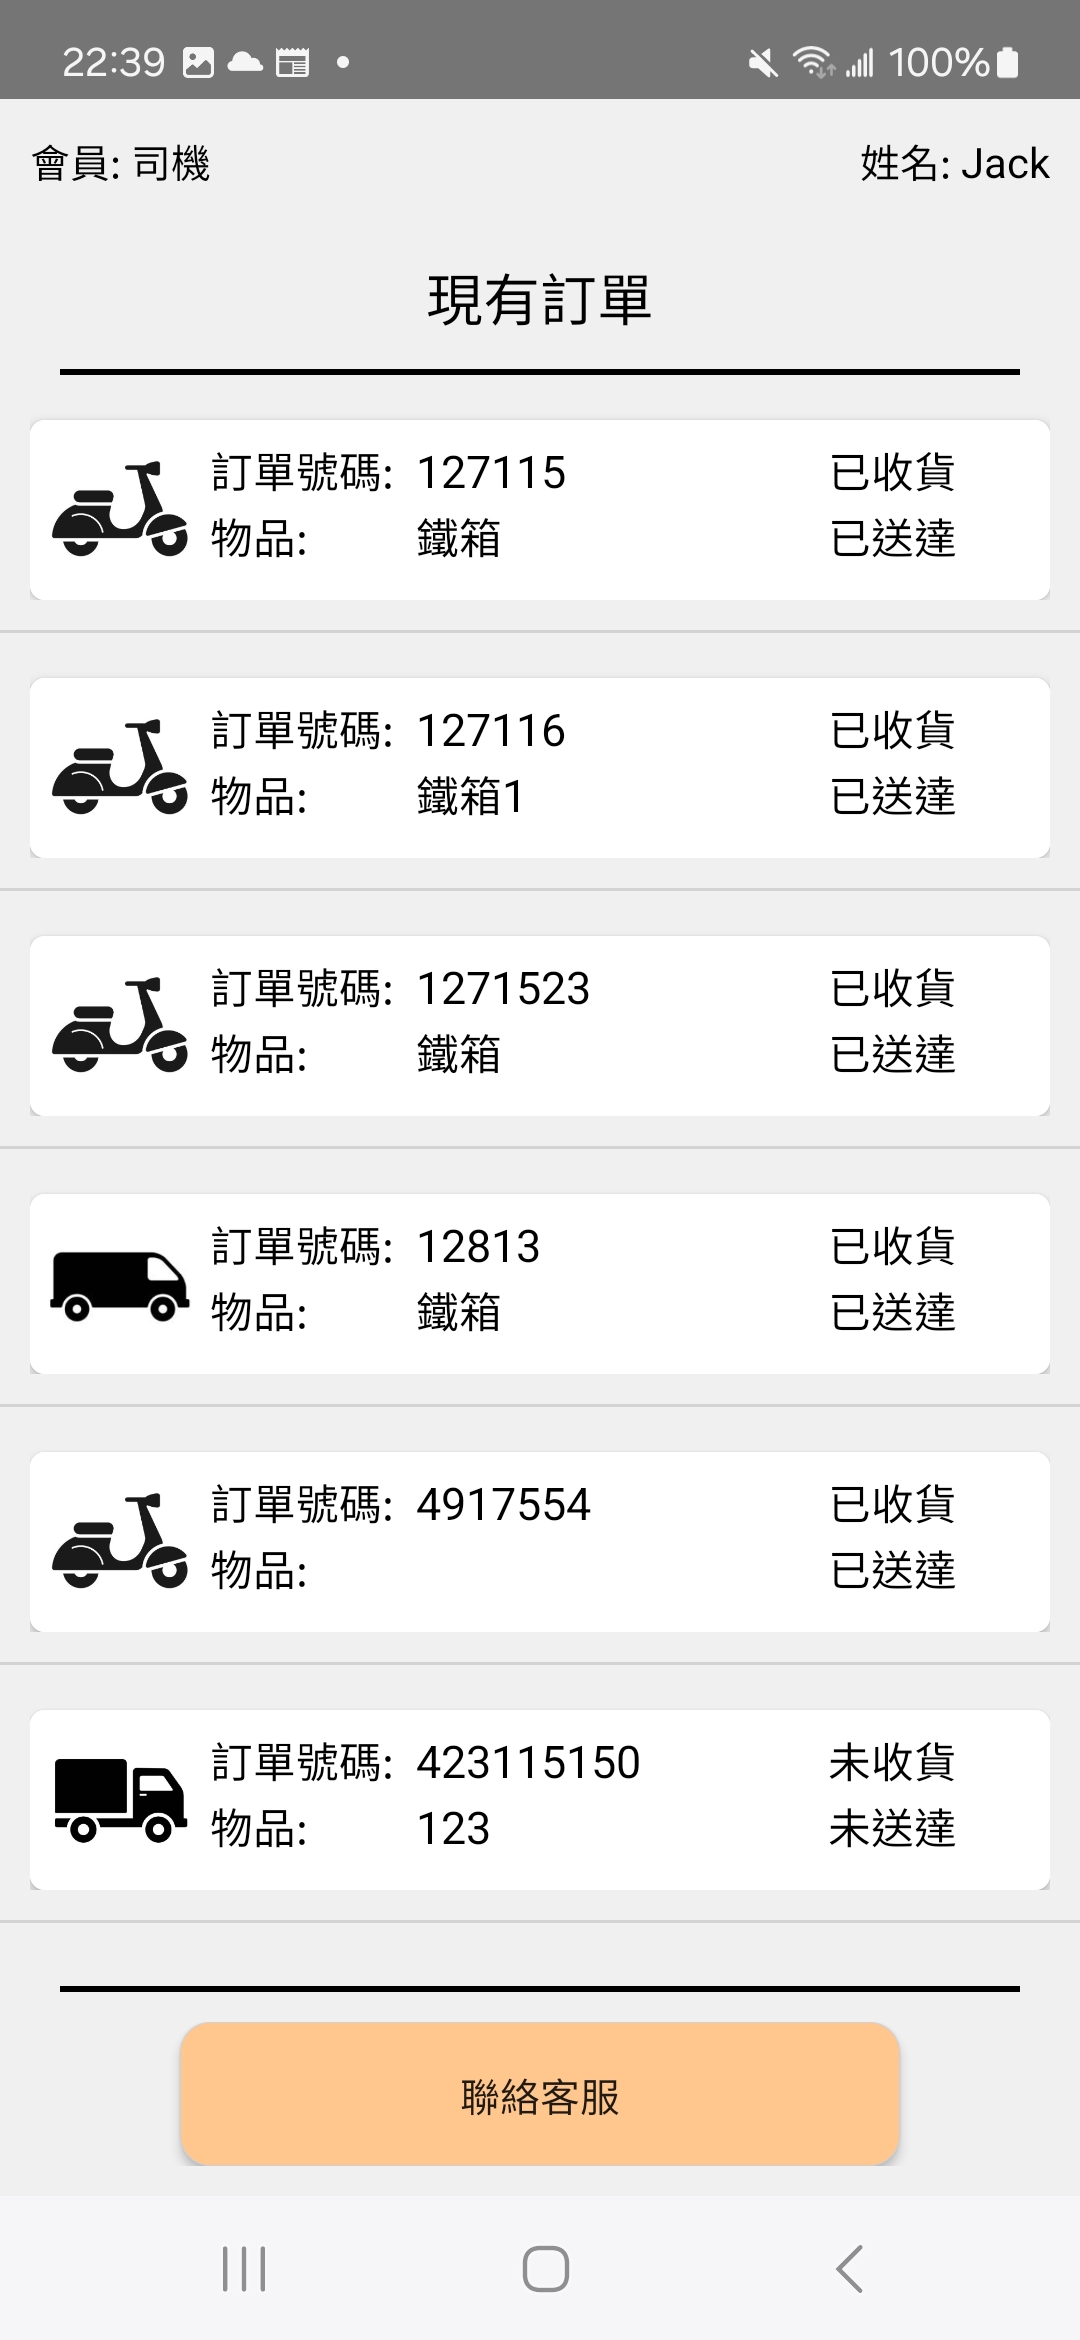 22:39 100%
會員: 司機 姓名: Jack
現有訂單
訂單號碼: 127115 已收貨
物品: 鐵箱 已送達
訂單號碼: 127116 已收貨
物品: 鐵箱1 已送達
訂單號碼: 1271523 已收貨
物品: 鐵箱 已送達
訂單號碼: 12813 已收貨
物品: 鐵箱 已送達
訂單號碼: 4917554 已收貨
物品: 已送達
訂單號碼: 423115150 未收貨
物品: 123 未送達
聯絡客服